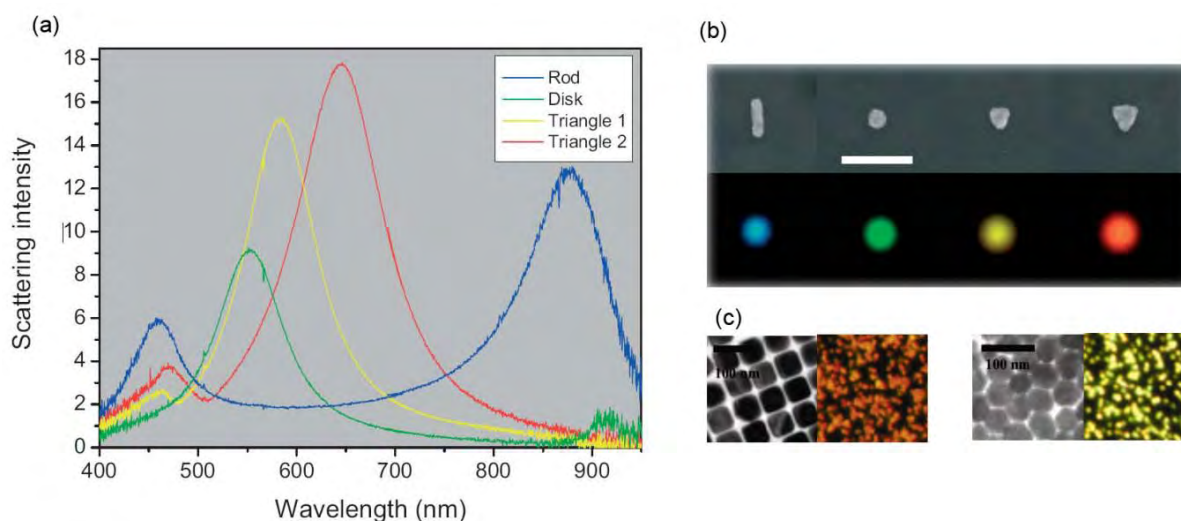 (a)
18
16
14
12
10
8
6
4
2
0
Scattering intensity
400
500
600
700
800
900
Wavelength (nm)
Rod
Disk
Triangle 1
Triangle 2
(b)
(c)
100 nm
100 nm